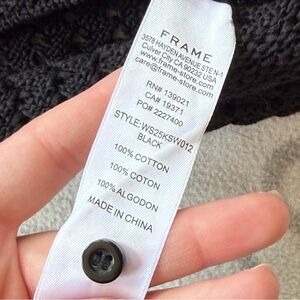 FRAME
3578 HAYDEN AVENUE STE N-1
Culver City CA 90232 USA
www.frame-store.com
care@frame-store.com
RN# 139021
CA# 19371
PO# 2227400
STYLE-WS25KSW012
BLACK
100% COTTON
100% COTON
100% ALGODON
MADE IN CHINA